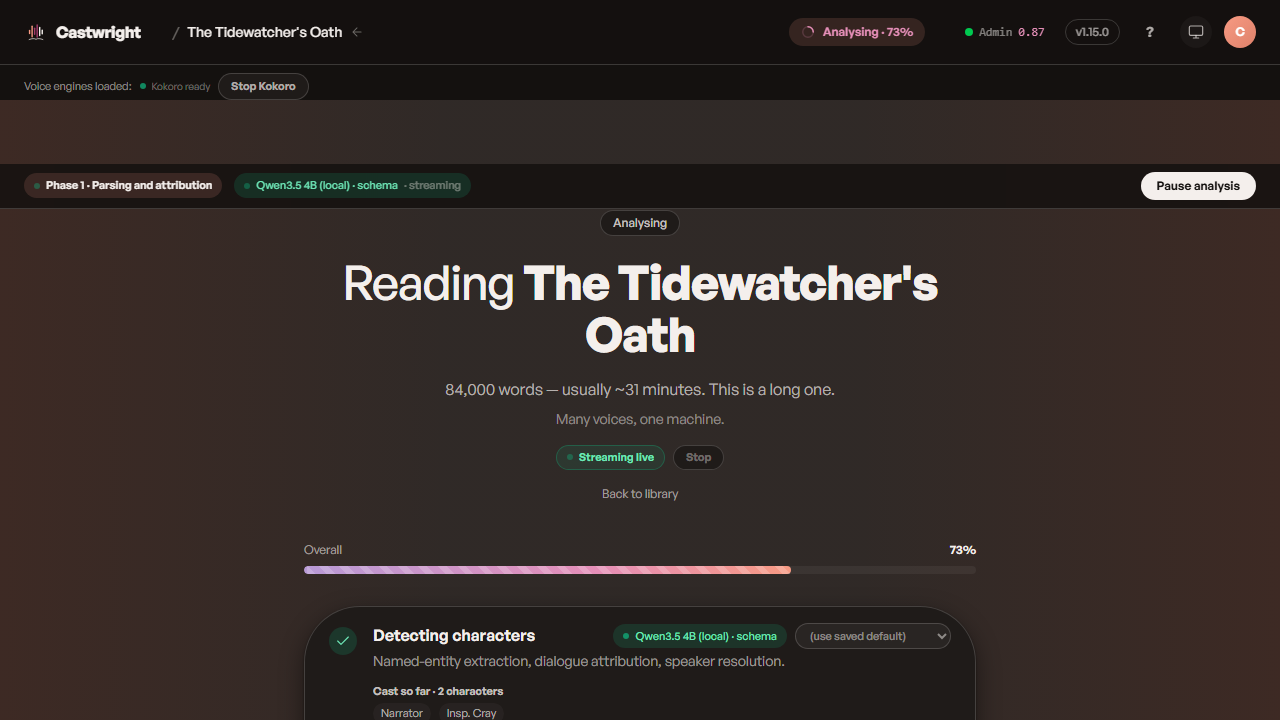 Castwright / The Tidewatcher's Oath ← Analysing · 73% Admin 0.87 v1.15.0 ? C
Voice engines loaded: Kokoro ready Stop Kokoro
Phase 1 · Parsing and attribution Qwen3.5 4B (local) · schema · streaming Pause analysis
Analysing
Reading The Tidewatcher's
Oath
84,000 words — usually ~31 minutes. This is a long one.
Many voices, one machine.
Streaming live Stop
Back to library
Overall 73%
Detecting characters Qwen3.5 4B (local) · schema (use saved default)
Named-entity extraction, dialogue attribution, speaker resolution.
Cast so far · 2 characters
Narrator Insp. Cray